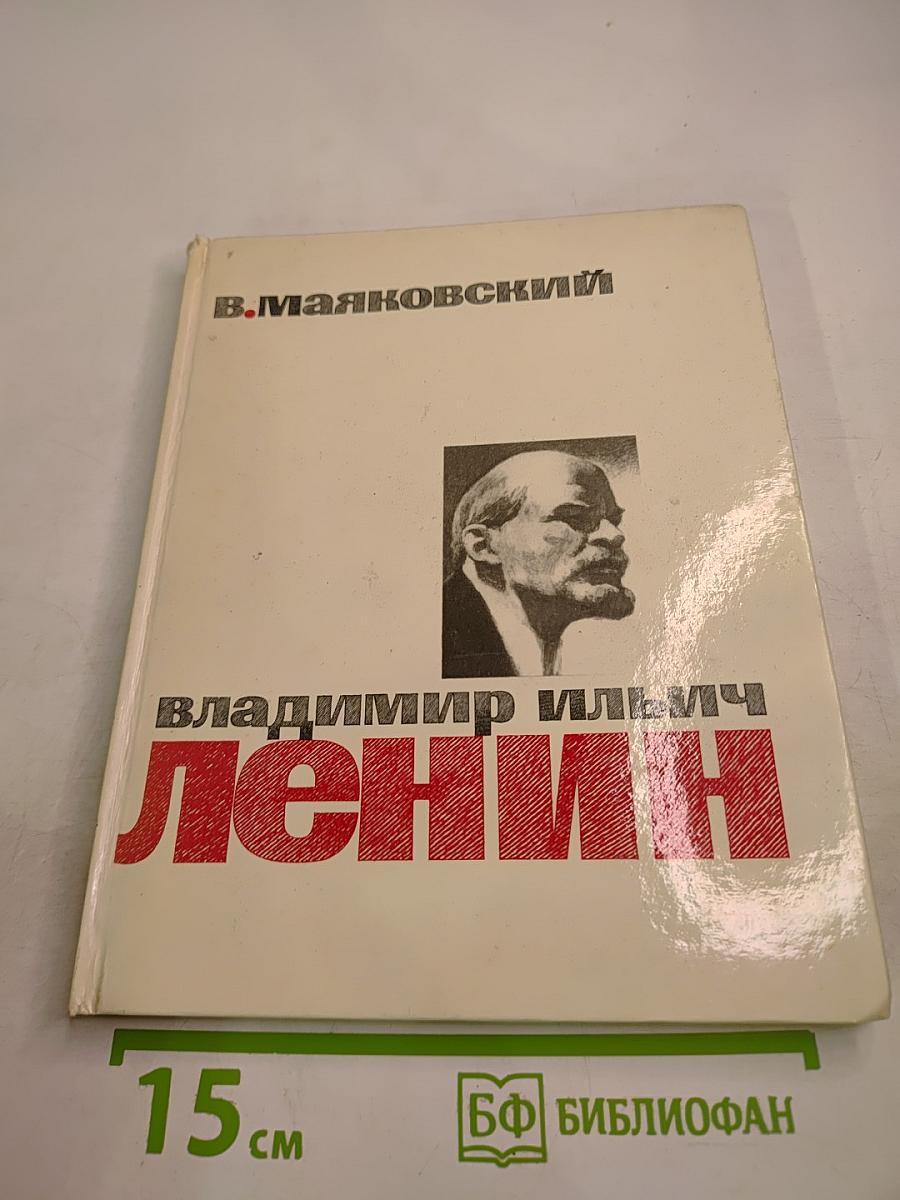 в.маяковский
владимир ильич
ленин
15 см
БФ БИБЛИОФАН